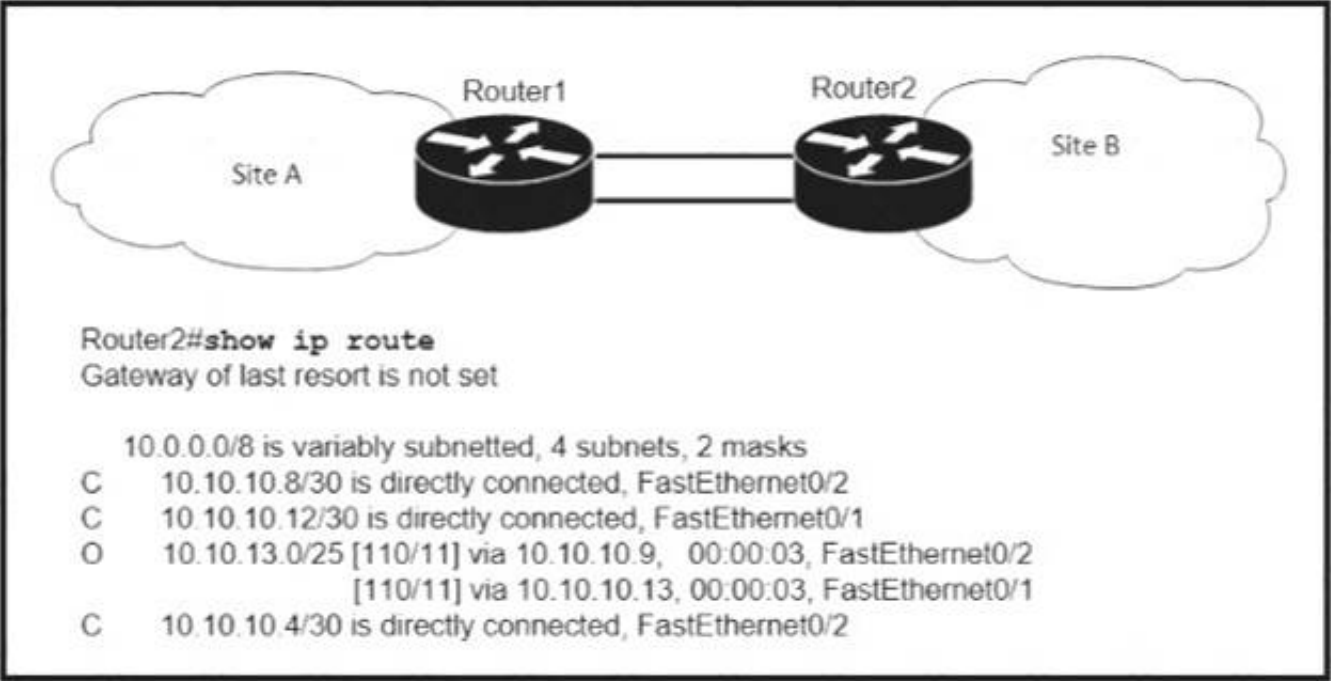 Router1
Router2
Site A
Site B
Router2#show ip route
Gateway of last resort is not set
10.0.0.0/8 is variably subnetted, 4 subnets, 2 masks
C 10.10.10.8/30 is directly connected, FastEthernet0/2
C 10.10.10.12/30 is directly connected, FastEthernet0/1
O 10.10.13.0/25 [110/11] via 10.10.10.9, 00:00:03, FastEthernet0/2
[110/11] via 10.10.10.13, 00:00:03, FastEthernet0/1
C 10.10.10.4/30 is directly connected, FastEthernet0/2